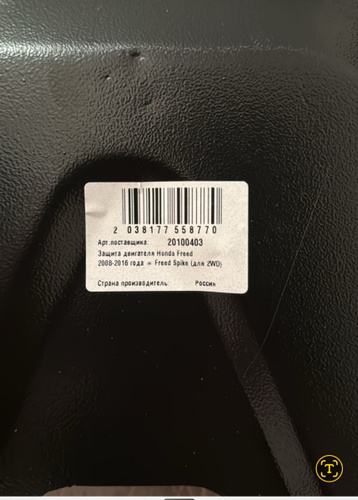 2 038177 558770
Арт.поставщика: 20100403
Защита двигателя Honda Freed
2008-2016 года = Freed Spike (для 2WD)
Страна производитель: Россия